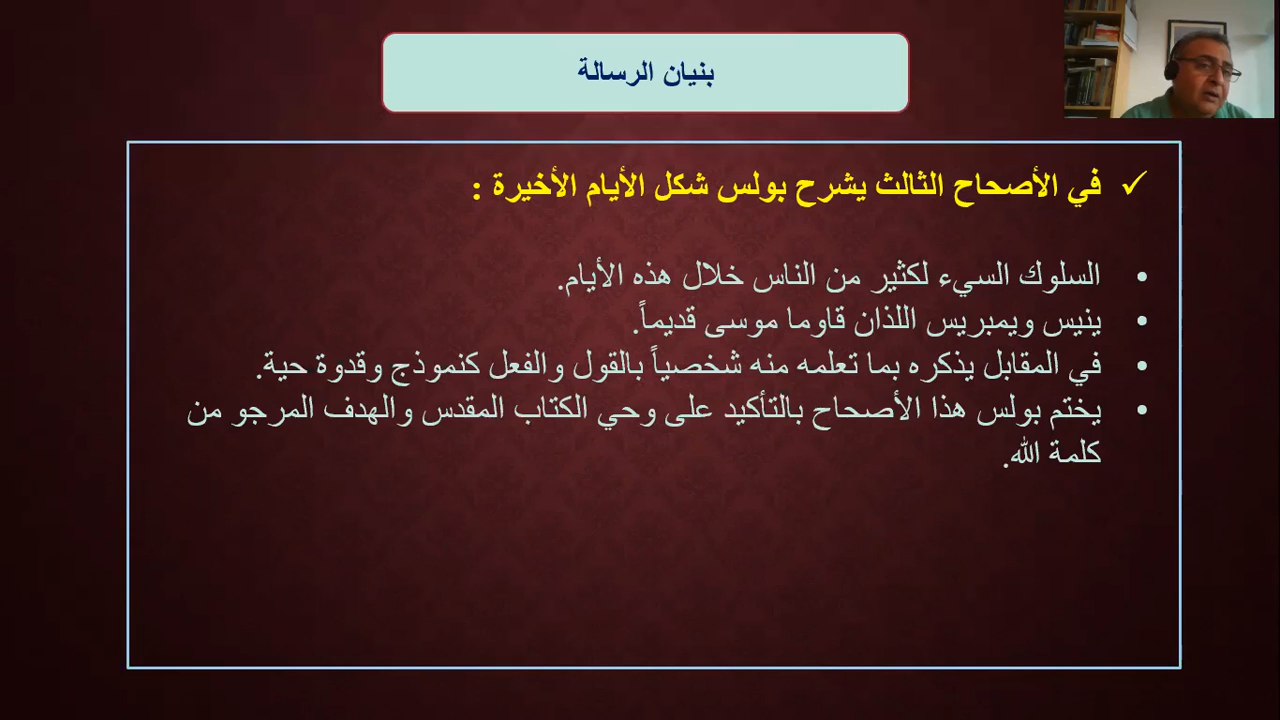 بنيان الرسالة
✓ في الأصحاح الثالث يشرح بولس شكل الأيام الأخيرة :
• السلوك السيء لكثير من الناس خلال هذه الأيام.
• ينيس ويمبريس اللذان قاوما موسى قديماً.
• في المقابل يذكره بما تعلمه منه شخصياً بالقول والفعل كنموذج وقدوة حية.
• يختم بولس هذا الأصحاح بالتأكيد على وحي الكتاب المقدس والهدف المرجو من
كلمة الله.